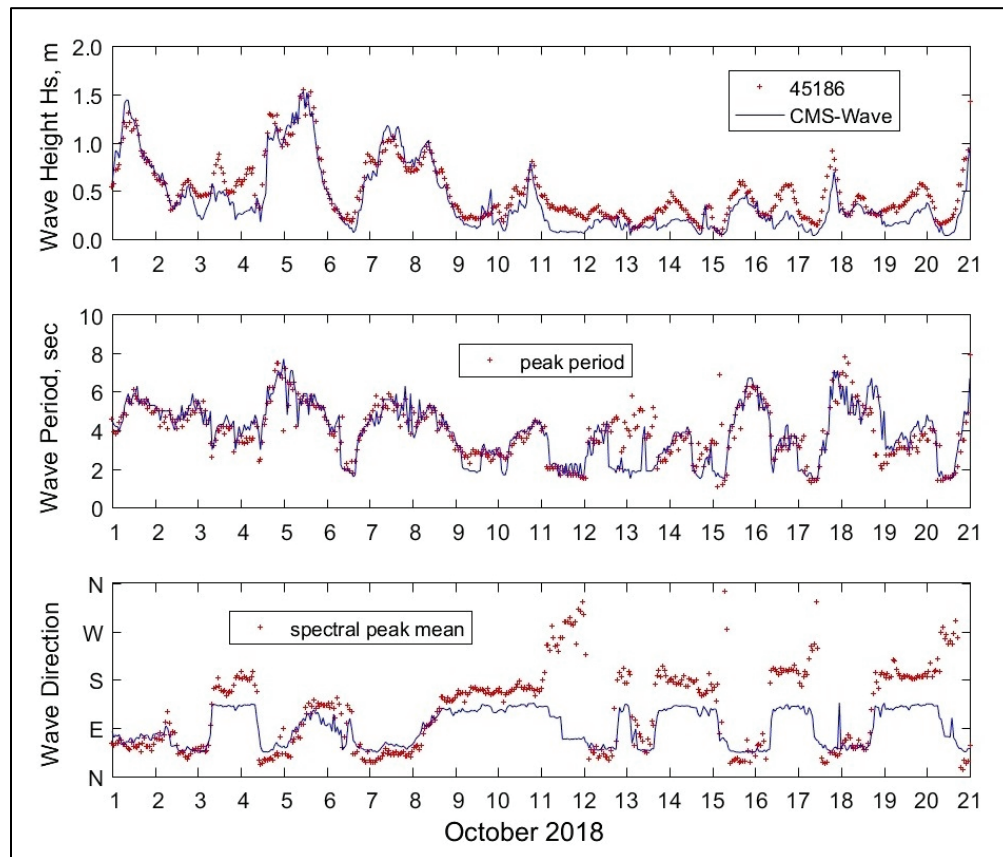 Wave Height Hs, m
2.0
1.5
1.0
0.5
0.0
45186
CMS-Wave
1 2 3 4 5 6 7 8 9 10 11 12 13 14 15 16 17 18 19 20 21
Wave Period, sec
10
8
6
4
2
0
peak period
1 2 3 4 5 6 7 8 9 10 11 12 13 14 15 16 17 18 19 20 21
Wave Direction
N
W
S
E
N
spectral peak mean
1 2 3 4 5 6 7 8 9 10 11 12 13 14 15 16 17 18 19 20 21
October 2018